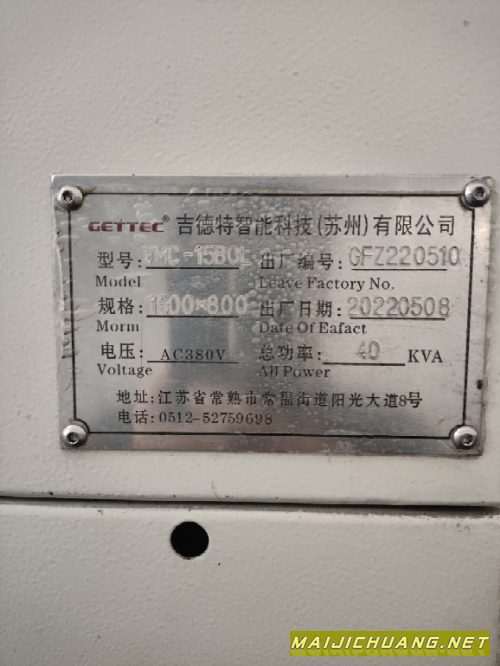 GETTEC® 吉德特智能科技(苏州)有限公司
型号: VMC-1580L 出厂编号: GFZ220510
Model Leave Factory No.
规格: 1600×800 出厂日期: 20220508
Morm Date Of Eafact
电压: AC380V 总功率: 40 KVA
Voltage All Power
地址:江苏省常熟市常福街道阳光大道8号
电话:0512-52759698
MAIJICHUANG.NET